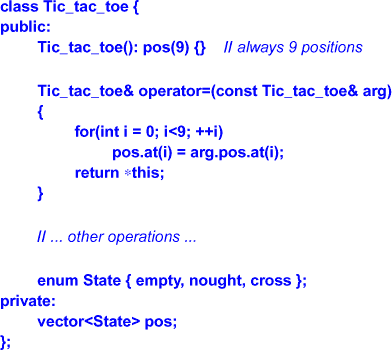 class Tic_tac_toe {
public:
Tic_tac_toe(): pos(9) {} // always 9 positions
Tic_tac_toe& operator=(const Tic_tac_toe& arg)
{
for(int i = 0; i<9; ++i)
pos.at(i) = arg.pos.at(i);
return ∗this;
}
// ... other operations ...
enum State { empty, nought, cross };
private:
vector<State> pos;
};